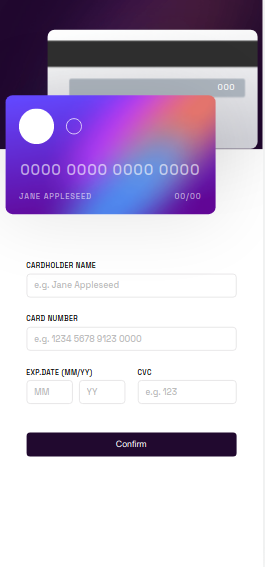 000
0000 0000 0000 0000
JANE APPLESEED 00/00
CARDHOLDER NAME
e.g. Jane Appleseed
CARD NUMBER
e.g. 1234 5678 9123 0000
EXP.DATE (MM/YY) CVC
MM YY e.g. 123
Confirm